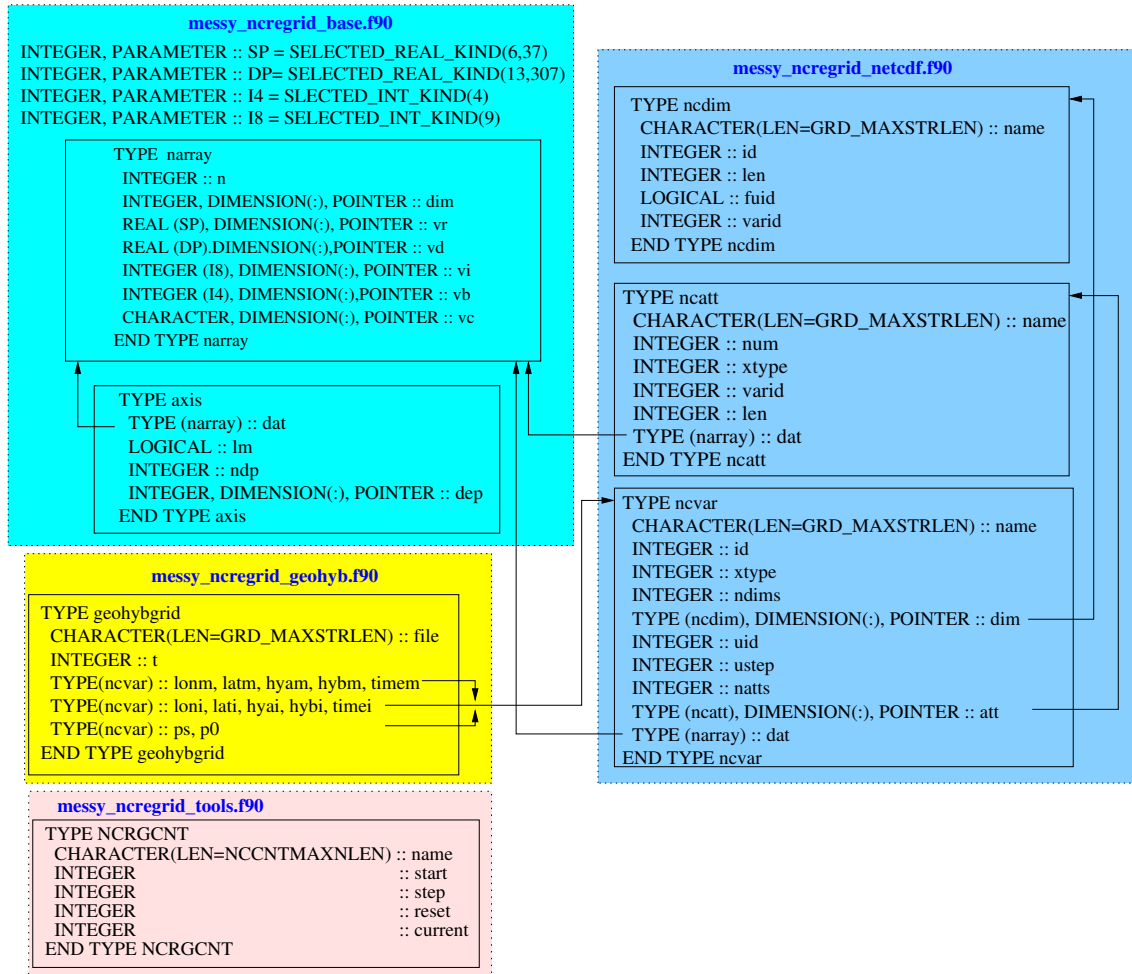 messy_ncregrid_base.f90
INTEGER, PARAMETER :: SP = SELECTED_REAL_KIND(6,37)
INTEGER, PARAMETER :: DP= SELECTED_REAL_KIND(13,307)
INTEGER, PARAMETER :: I4 = SLECTED_INT_KIND(4)
INTEGER, PARAMETER :: I8 = SELECTED_INT_KIND(9)
TYPE narray
INTEGER :: n
INTEGER, DIMENSION(:), POINTER :: dim
REAL (SP), DIMENSION(:), POINTER :: vr
REAL (DP).DIMENSION(:),POINTER :: vd
INTEGER (I8), DIMENSION(:), POINTER :: vi
INTEGER (I4), DIMENSION(:),POINTER :: vb
CHARACTER, DIMENSION(:), POINTER :: vc
END TYPE narray
TYPE axis
TYPE (narray) :: dat
LOGICAL :: lm
INTEGER :: ndp
INTEGER, DIMENSION(:), POINTER :: dep
END TYPE axis
messy_ncregrid_geohyb.f90
TYPE geohybgrid
CHARACTER(LEN=GRD_MAXSTRLEN) :: file
INTEGER :: t
TYPE(ncvar) :: lonm, latm, hyam, hybm, timem
TYPE(ncvar) :: loni, lati, hyai, hybi, timei
TYPE(ncvar) :: ps, p0
END TYPE geohybgrid
messy_ncregrid_tools.f90
TYPE NCRGCNT
CHARACTER(LEN=NCCNTMAXNLEN) :: name
INTEGER :: start
INTEGER :: step
INTEGER :: reset
INTEGER :: current
END TYPE NCRGCNT
messy_ncregrid_netcdf.f90
TYPE ncdim
CHARACTER(LEN=GRD_MAXSTRLEN) :: name
INTEGER :: id
INTEGER :: len
LOGICAL :: fuid
INTEGER :: varid
END TYPE ncdim
TYPE ncatt
CHARACTER(LEN=GRD_MAXSTRLEN) :: name
INTEGER :: num
INTEGER :: xtype
INTEGER :: varid
INTEGER :: len
TYPE (narray) :: dat
END TYPE ncatt
TYPE ncvar
CHARACTER(LEN=GRD_MAXSTRLEN) :: name
INTEGER :: id
INTEGER :: xtype
INTEGER :: ndims
TYPE (ncdim), DIMENSION(:), POINTER :: dim
INTEGER :: uid
INTEGER :: ustep
INTEGER :: natts
TYPE (ncatt), DIMENSION(:), POINTER :: att
TYPE (narray) :: dat
END TYPE ncvar